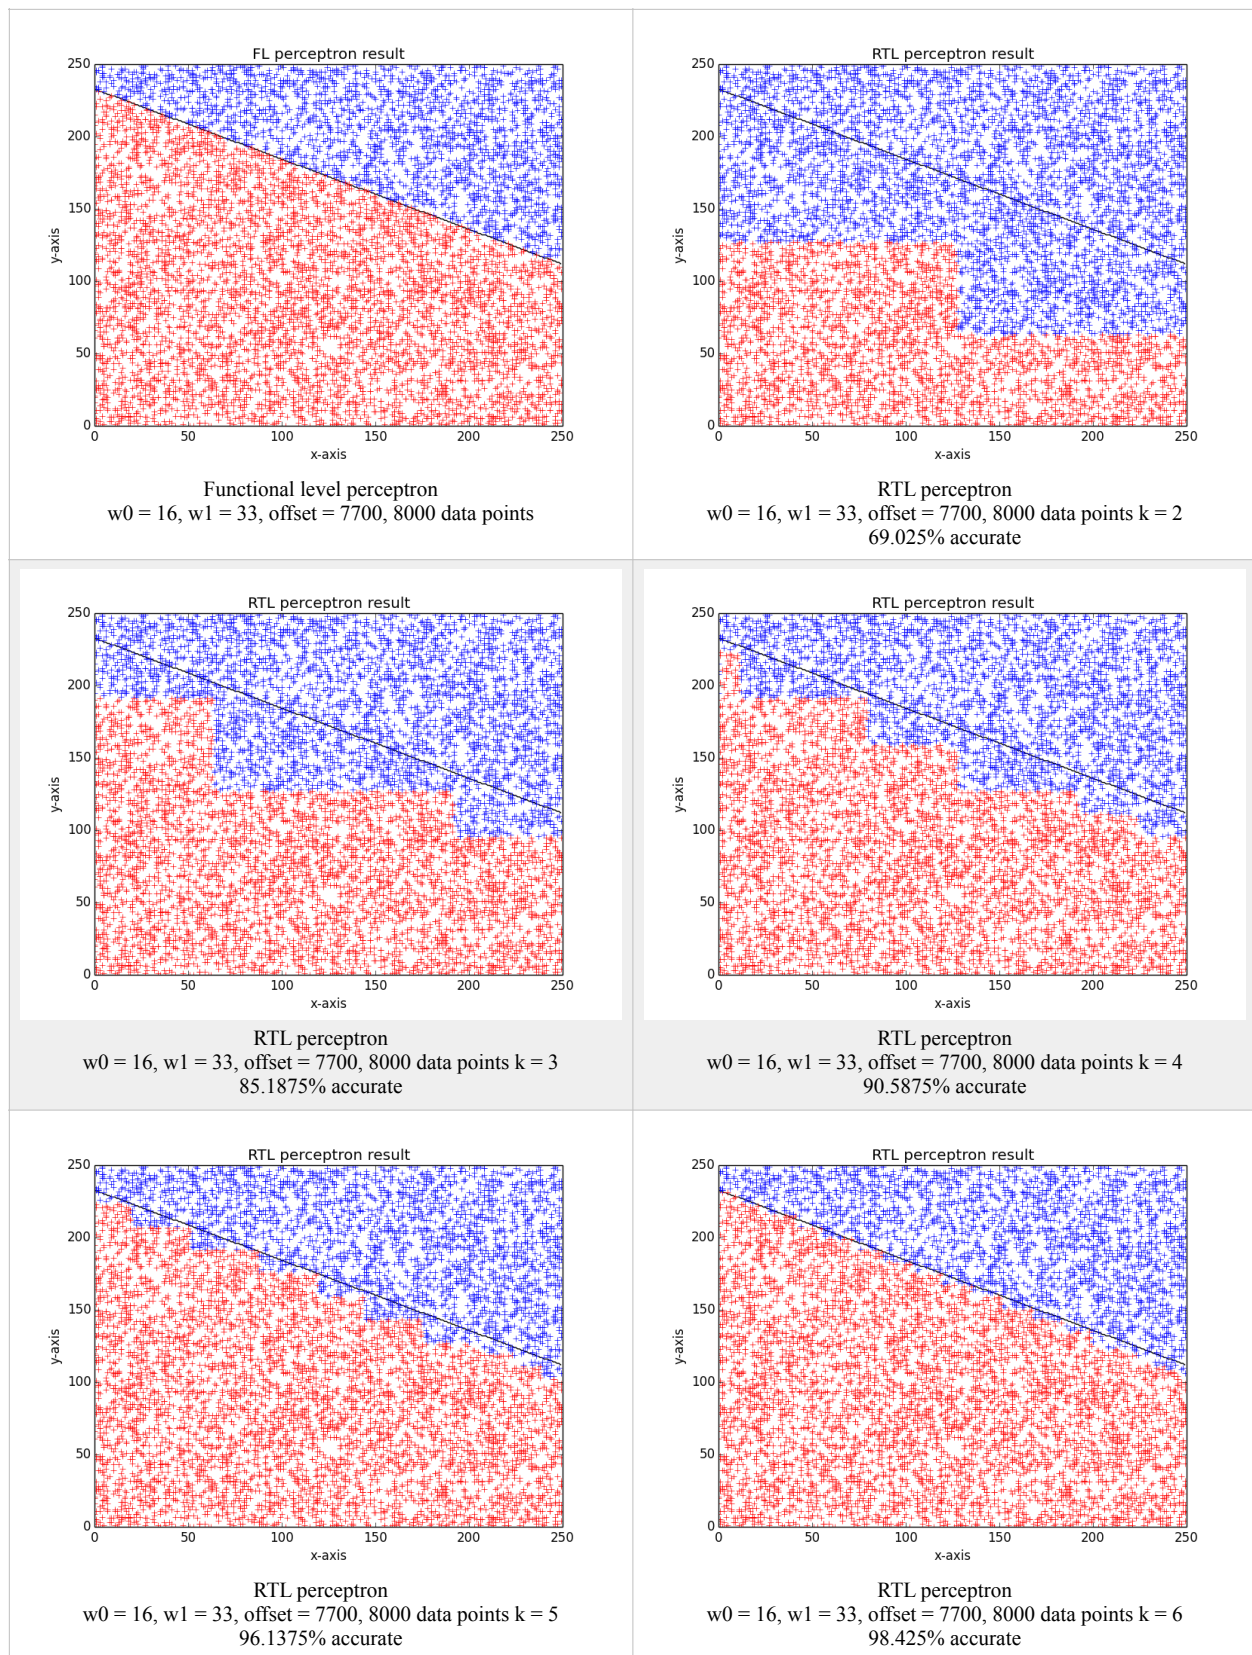 FL perceptron result
250
200
150
100
50
0
y-axis
0 50 100 150 200 250
x-axis
Functional level perceptron
w0 = 16, w1 = 33, offset = 7700, 8000 data points
RTL perceptron result
250
200
150
100
50
0
y-axis
0 50 100 150 200 250
x-axis
RTL perceptron
w0 = 16, w1 = 33, offset = 7700, 8000 data points k = 2
69.025% accurate
RTL perceptron result
250
200
150
100
50
0
y-axis
0 50 100 150 200 250
x-axis
RTL perceptron
w0 = 16, w1 = 33, offset = 7700, 8000 data points k = 3
85.1875% accurate
RTL perceptron result
250
200
150
100
50
0
y-axis
0 50 100 150 200 250
x-axis
RTL perceptron
w0 = 16, w1 = 33, offset = 7700, 8000 data points k = 4
90.5875% accurate
RTL perceptron result
250
200
150
100
50
0
y-axis
0 50 100 150 200 250
x-axis
RTL perceptron
w0 = 16, w1 = 33, offset = 7700, 8000 data points k = 5
96.1375% accurate
RTL perceptron result
250
200
150
100
50
0
y-axis
0 50 100 150 200 250
x-axis
RTL perceptron
w0 = 16, w1 = 33, offset = 7700, 8000 data points k = 6
98.425% accurate